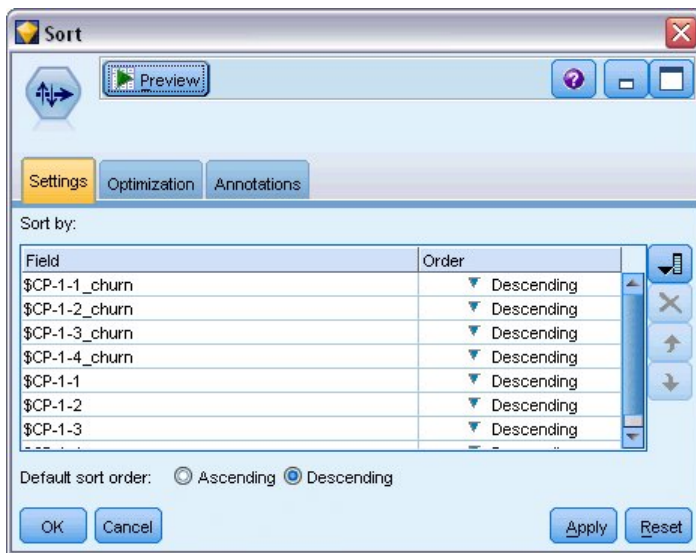 Sort
Preview
?
Settings Optimization Annotations
Sort by:
Field Order
$CP-1-1_churn Descending
$CP-1-2_churn Descending
$CP-1-3_churn Descending
$CP-1-4_churn Descending
$CP-1-1 Descending
$CP-1-2 Descending
$CP-1-3 Descending
Default sort order: Ascending Descending
OK Cancel Apply Reset